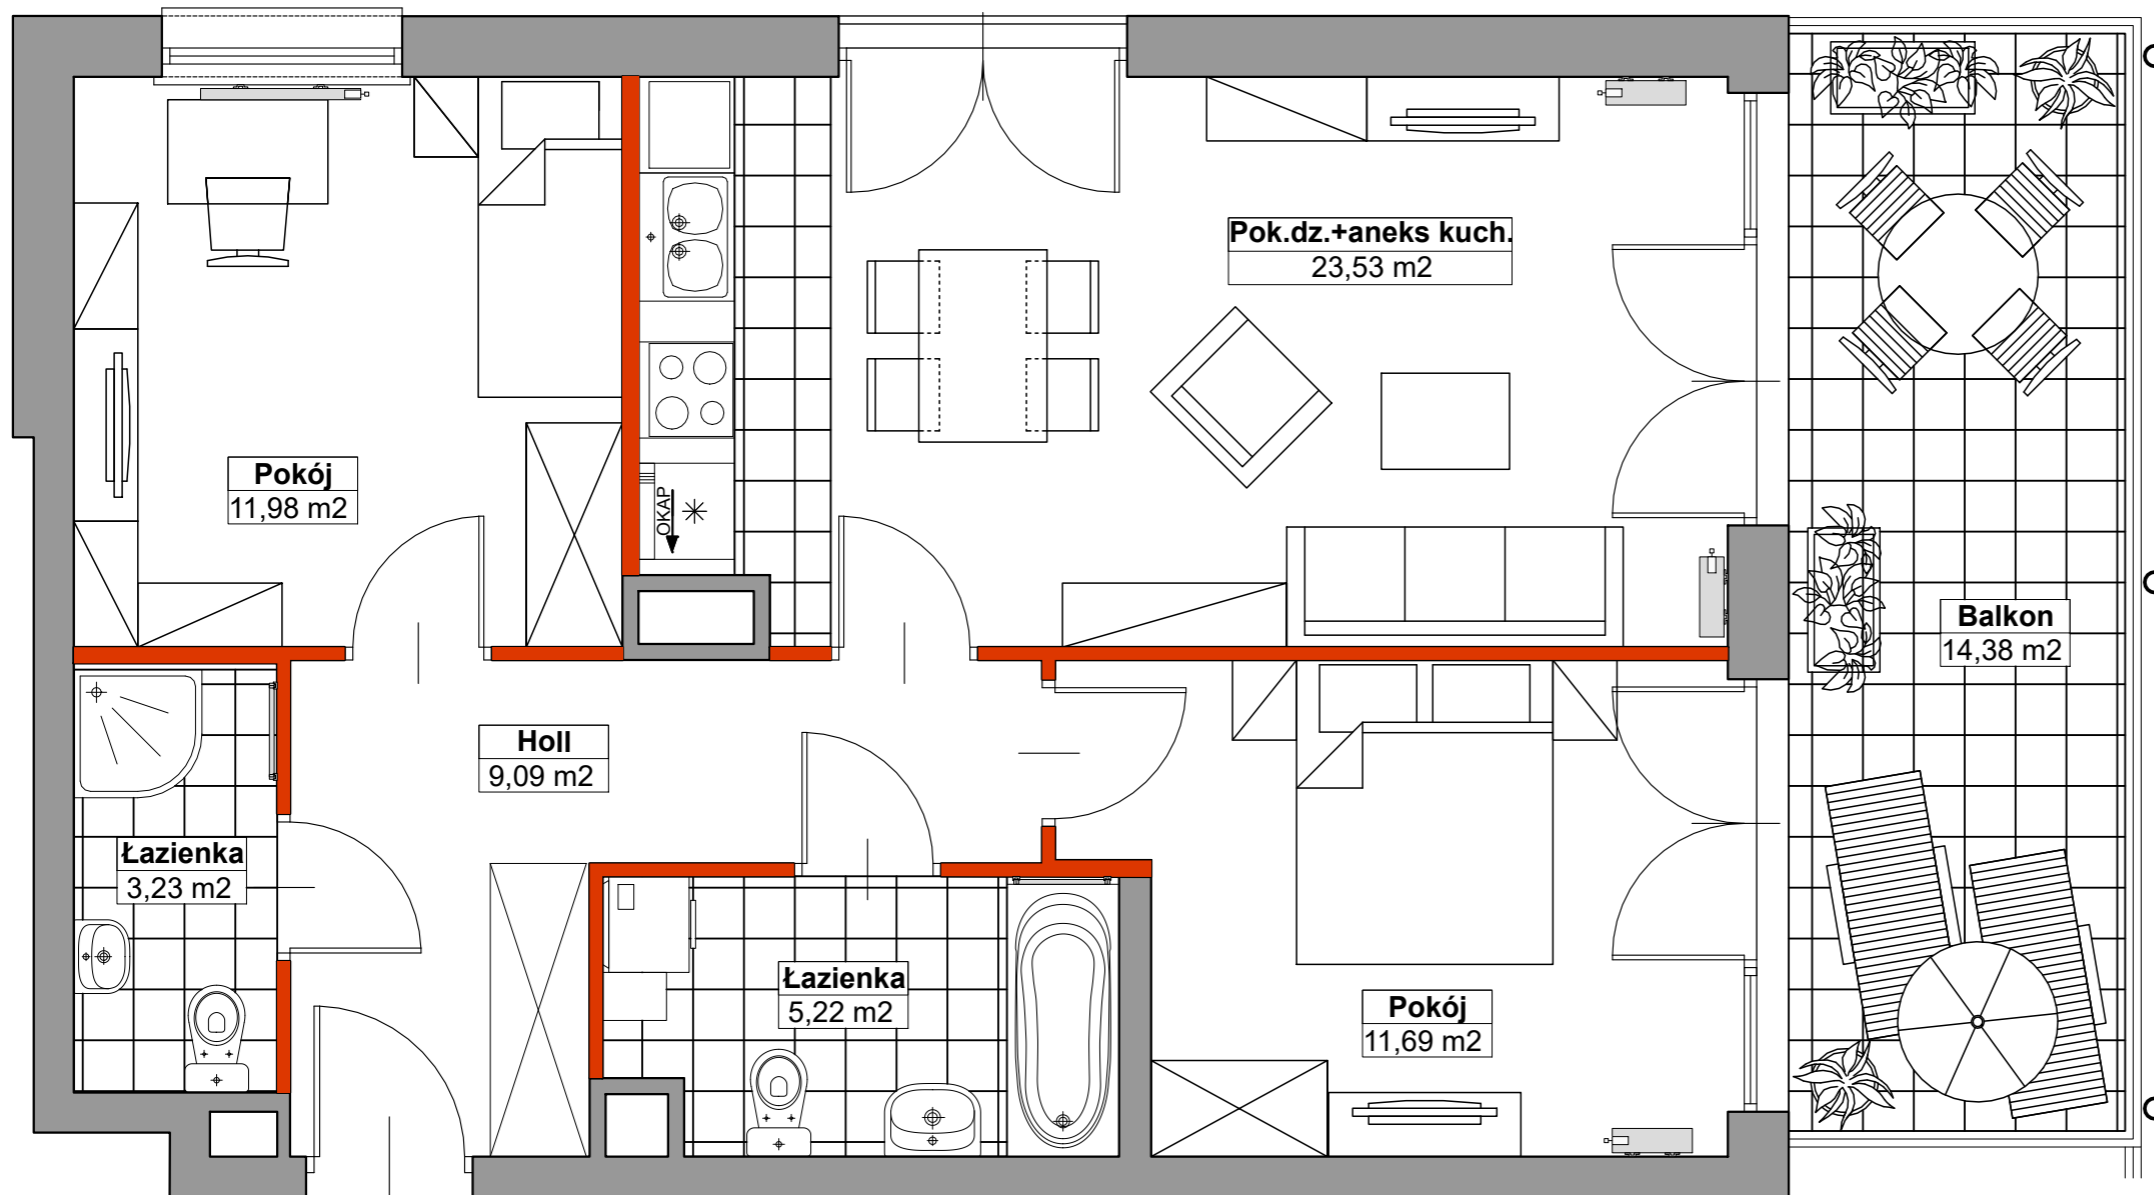 Pok.dz.+aneks kuch.
23,53 m2
Pokój
11,98 m2
OKAP
Balkon
14,38 m2
Holl
9,09 m2
Łazienka
3,23 m2
Łazienka
5,22 m2
Pokój
11,69 m2